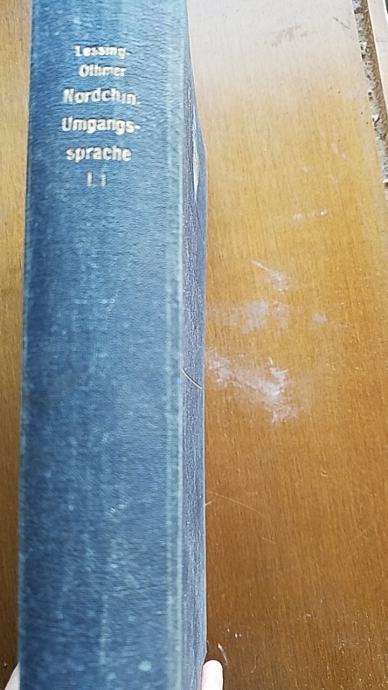 Lessing-
Othmer
Nordchin.
Umgangs-
sprache
I. 1